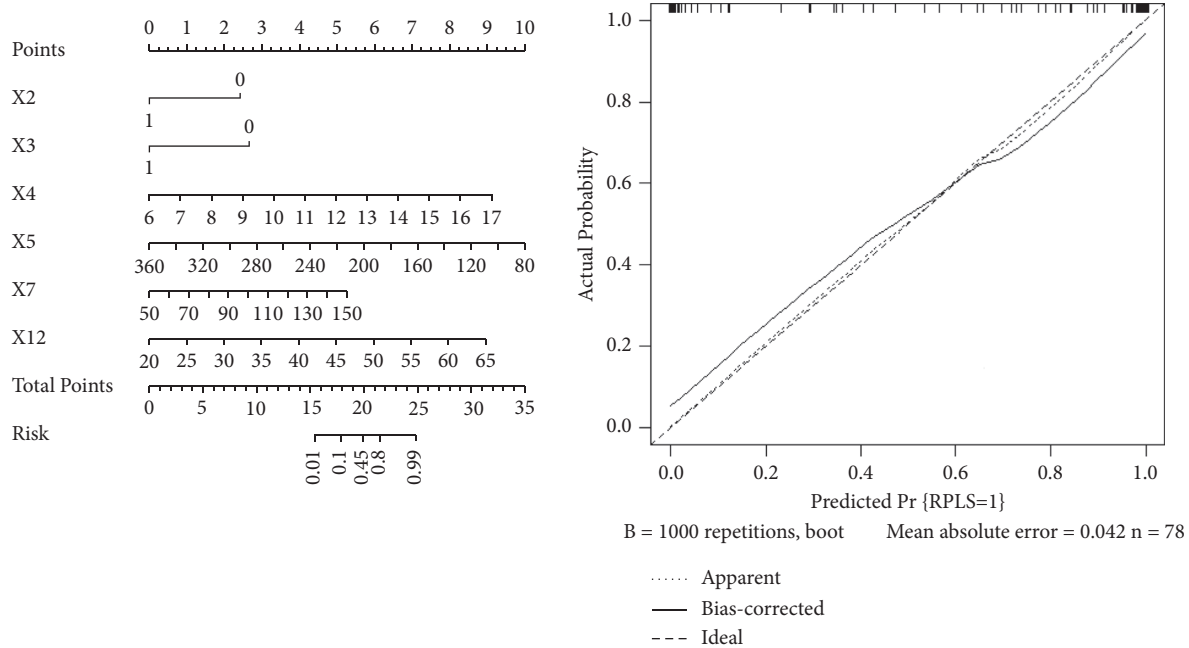 Points
0 1 2 3 4 5 6 7 8 9 10
X2
0
1
X3
0
1
X4
6 7 8 9 10 11 12 13 14 15 16 17
X5
360 320 280 240 200 160 120 80
X7
50 70 90 110 130 150
X12
20 25 30 35 40 45 50 55 60 65
Total Points
0 5 10 15 20 25 30 35
Risk
0.01 0.1 0.45 0.8 0.99
Actual Probability
1.0
0.8
0.6
0.4
0.2
0.0
0.0 0.2 0.4 0.6 0.8 1.0
Predicted Pr {RPLS=1}
B = 1000 repetitions, boot Mean absolute error = 0.042 n = 78
Apparent
Bias-corrected
Ideal